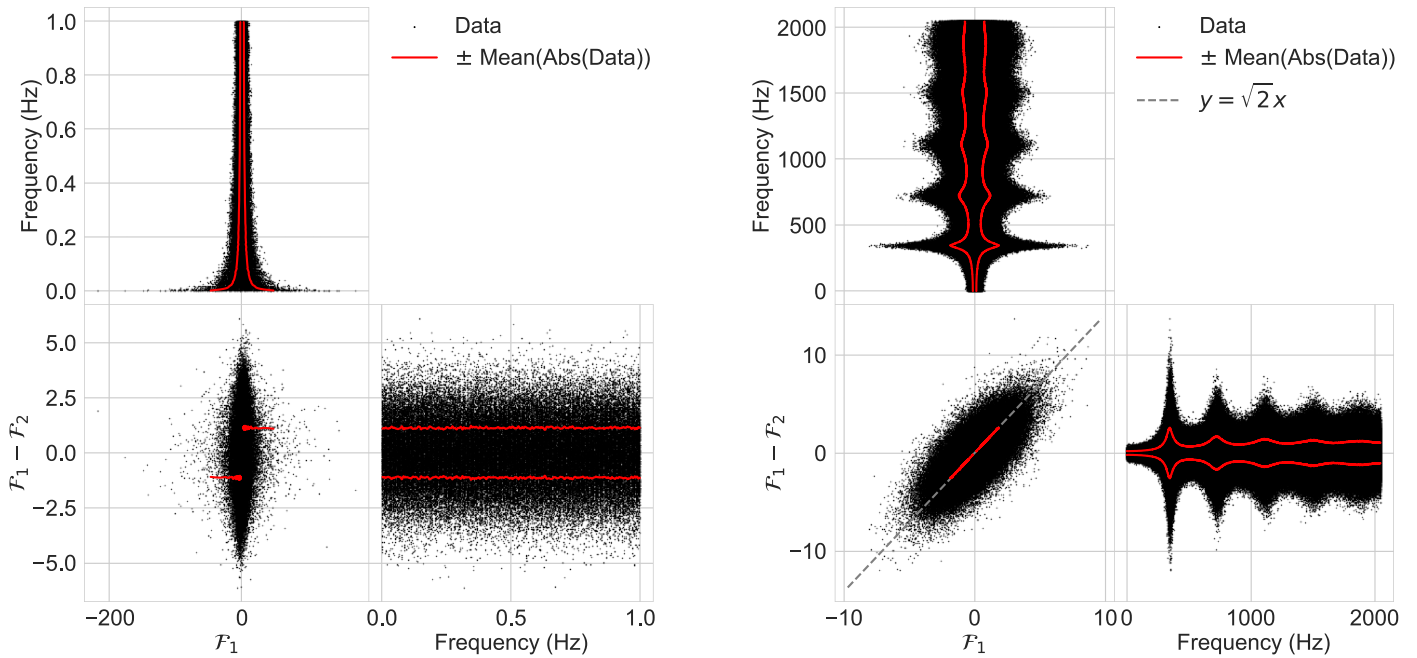 1.0
0.8
0.6
0.4
0.2
0.0
Frequency (Hz)
Data
± Mean(Abs(Data))
5.0
2.5
0.0
−2.5
−5.0
ℱ₁ − ℱ₂
−200
0
ℱ₁
0.0
0.5
1.0
Frequency (Hz)
2000
1500
1000
500
0
Frequency (Hz)
Data
± Mean(Abs(Data))
y = √2x
10
0
−10
ℱ₁ − ℱ₂
−10
0
10
ℱ₁
0
1000
2000
Frequency (Hz)